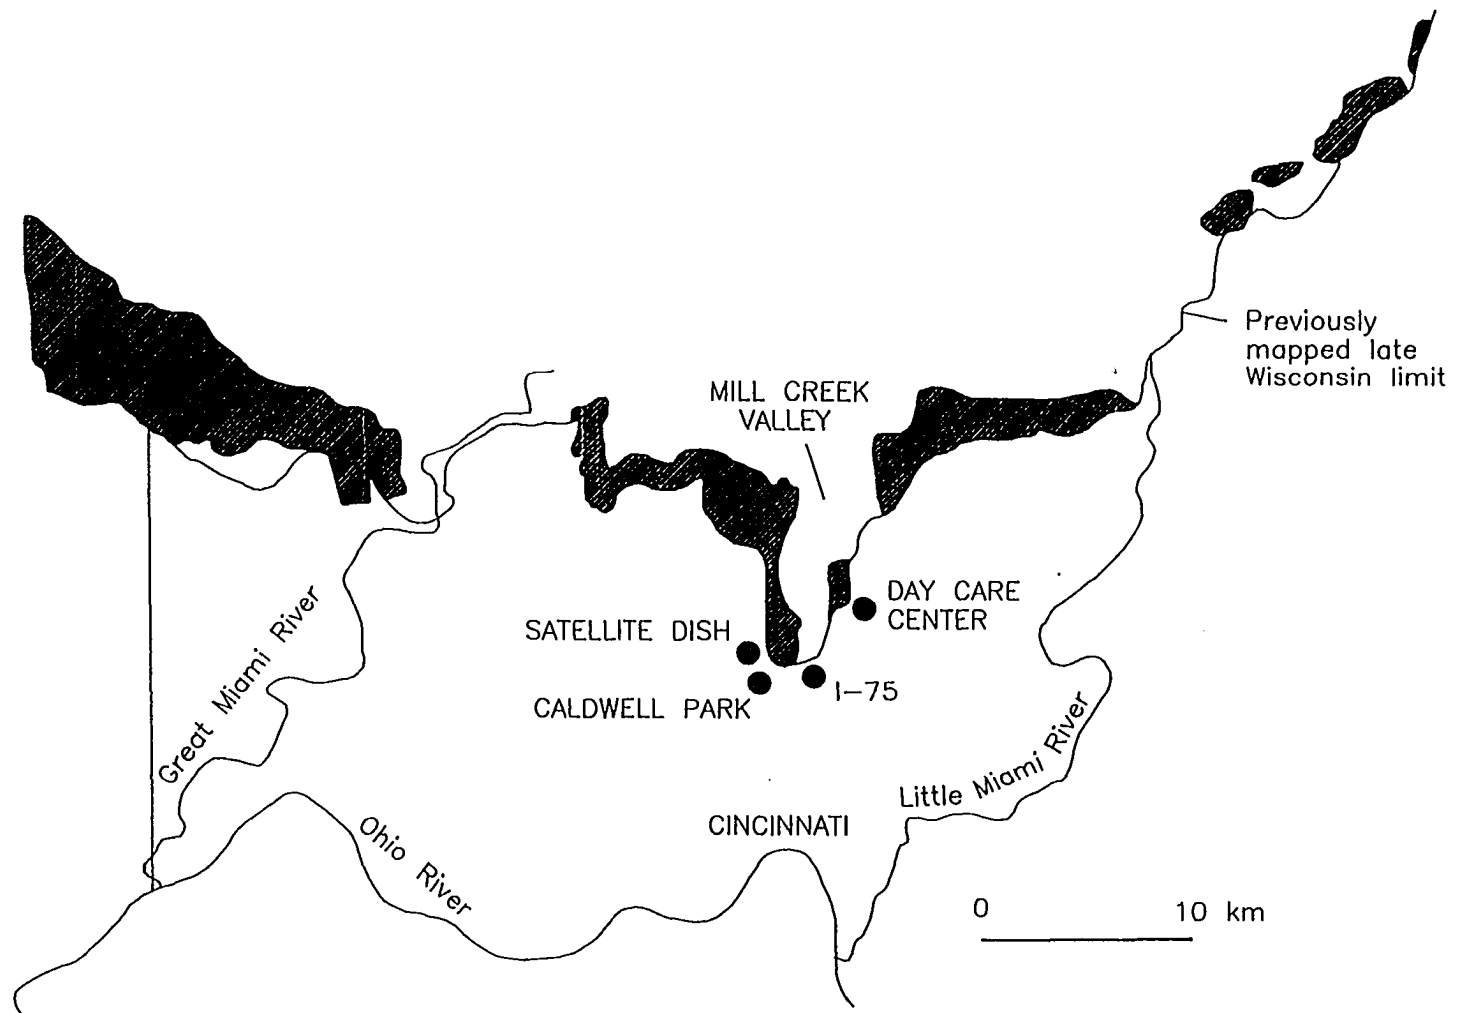 Previously
mapped late
Wisconsin limit
MILL CREEK
VALLEY
DAY CARE
CENTER
SATELLITE DISH
CALDWELL PARK
I-75
Great Miami River
Little Miami River
CINCINNATI
Ohio River
0 10 km